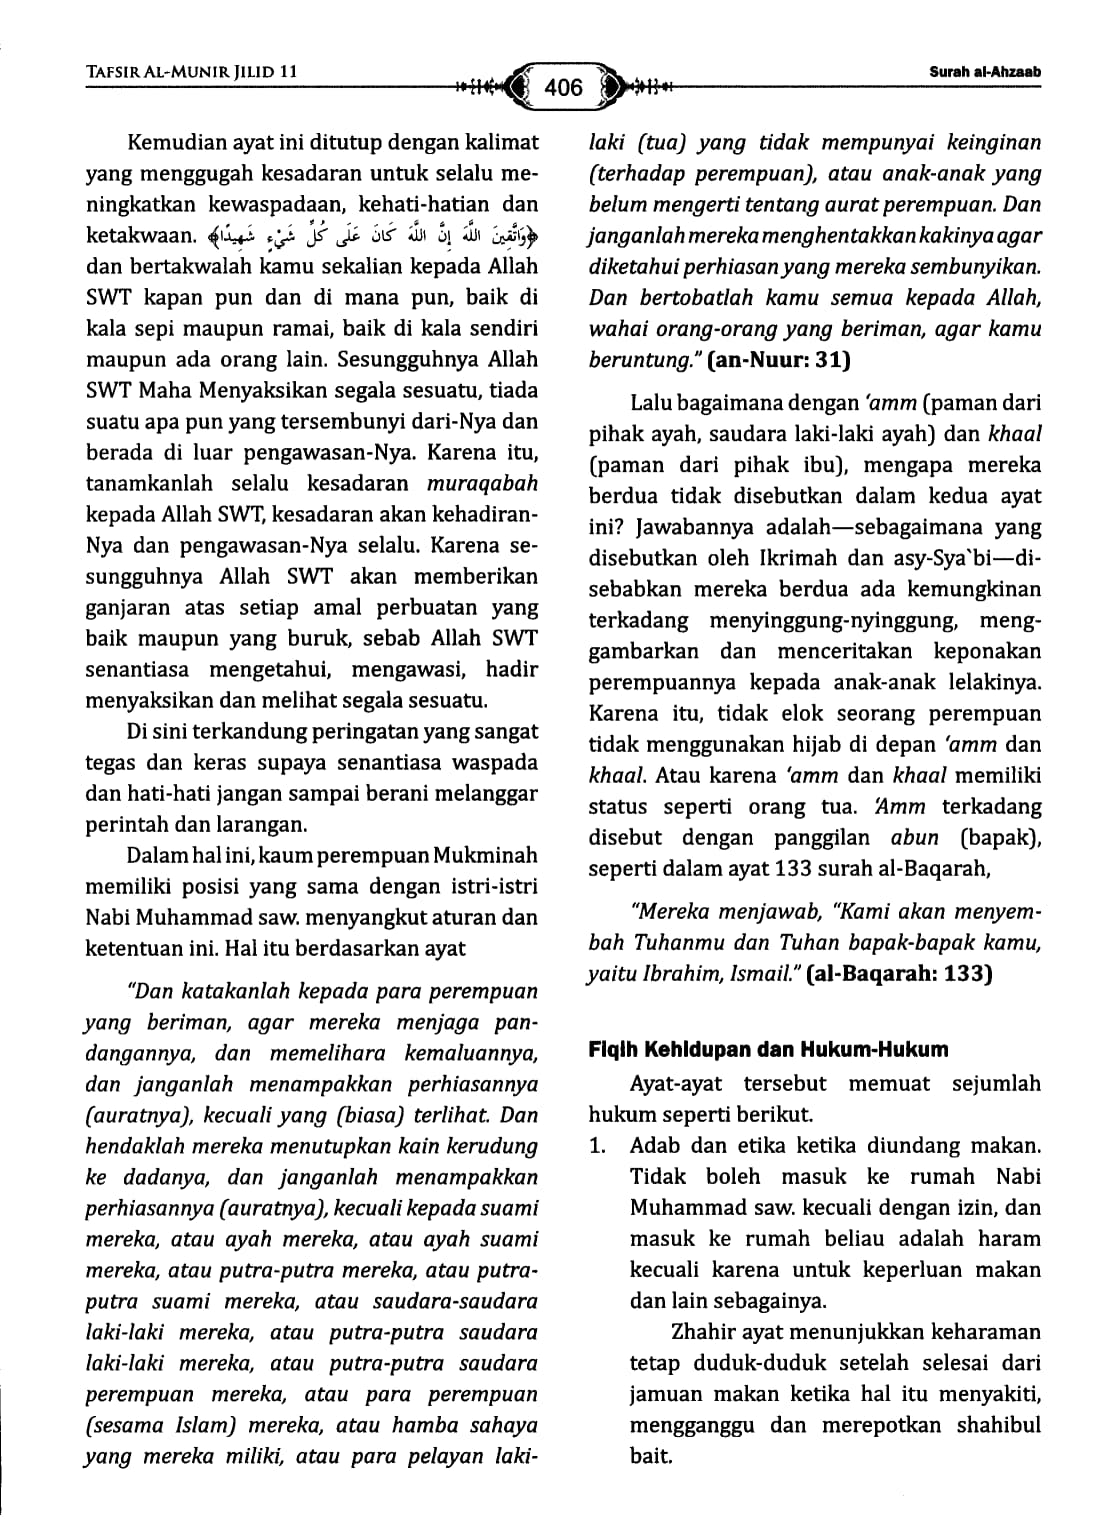 TAFSIR AL-MUNIR JILID 11
406
Surah al-Ahzaab
Kemudian ayat ini ditutup dengan kalimat
yang menggugah kesadaran untuk selalu me-
ningkatkan kewaspadaan, kehati-hatian dan
ketakwaan. ﴿وَاتَّقِينَ اللَّهَ إِنَّ اللَّهَ كَانَ عَلَى كُلِّ شَيْءٍ شَهِيدًا﴾
dan bertakwalah kamu sekalian kepada Allah
SWT kapan pun dan di mana pun, baik di
kala sepi maupun ramai, baik di kala sendiri
maupun ada orang lain. Sesungguhnya Allah
SWT Maha Menyaksikan segala sesuatu, tiada
suatu apa pun yang tersembunyi dari-Nya dan
berada di luar pengawasan-Nya. Karena itu,
tanamkanlah selalu kesadaran muraqabah
kepada Allah SWT, kesadaran akan kehadiran-
Nya dan pengawasan-Nya selalu. Karena se-
sungguhnya Allah SWT akan memberikan
ganjaran atas setiap amal perbuatan yang
baik maupun yang buruk, sebab Allah SWT
senantiasa mengetahui, mengawasi, hadir
menyaksikan dan melihat segala sesuatu.
Di sini terkandung peringatan yang sangat
tegas dan keras supaya senantiasa waspada
dan hati-hati jangan sampai berani melanggar
perintah dan larangan.
Dalam hal ini, kaum perempuan Mukminah
memiliki posisi yang sama dengan istri-istri
Nabi Muhammad saw. menyangkut aturan dan
ketentuan ini. Hal itu berdasarkan ayat
“Dan katakanlah kepada para perempuan
yang beriman, agar mereka menjaga pan-
dangannya, dan memelihara kemaluannya,
dan janganlah menampakkan perhiasannya
(auratnya), kecuali yang (biasa) terlihat. Dan
hendaklah mereka menutupkan kain kerudung
ke dadanya, dan janganlah menampakkan
perhiasannya (auratnya), kecuali kepada suami
mereka, atau ayah mereka, atau ayah suami
mereka, atau putra-putra mereka, atau putra-
putra suami mereka, atau saudara-saudara
laki-laki mereka, atau putra-putra saudara
laki-laki mereka, atau putra-putra saudara
perempuan mereka, atau para perempuan
(sesama Islam) mereka, atau hamba sahaya
yang mereka miliki, atau para pelayan laki-
laki (tua) yang tidak mempunyai keinginan
(terhadap perempuan), atau anak-anak yang
belum mengerti tentang aurat perempuan. Dan
janganlah mereka menghentakkan kakinya agar
diketahui perhiasan yang mereka sembunyikan.
Dan bertobatlah kamu semua kepada Allah,
wahai orang-orang yang beriman, agar kamu
beruntung.” (an-Nuur: 31)
Lalu bagaimana dengan ‘amm (paman dari
pihak ayah, saudara laki-laki ayah) dan khaal
(paman dari pihak ibu), mengapa mereka
berdua tidak disebutkan dalam kedua ayat
ini? Jawabannya adalah—sebagaimana yang
disebutkan oleh Ikrimah dan asy-Sya`bi—di-
sebabkan mereka berdua ada kemungkinan
terkadang menyinggung-nyinggung, meng-
gambarkan dan menceritakan keponakan
perempuannya kepada anak-anak lelakinya.
Karena itu, tidak elok seorang perempuan
tidak menggunakan hijab di depan ‘amm dan
khaal. Atau karena ‘amm dan khaal memiliki
status seperti orang tua. ‘Amm terkadang
disebut dengan panggilan abun (bapak),
seperti dalam ayat 133 surah al-Baqarah,
“Mereka menjawab, “Kami akan menyem-
bah Tuhanmu dan Tuhan bapak-bapak kamu,
yaitu Ibrahim, Ismail.” (al-Baqarah: 133)
Fiqih Kehidupan dan Hukum-Hukum
Ayat-ayat tersebut memuat sejumlah
hukum seperti berikut.
1. Adab dan etika ketika diundang makan.
Tidak boleh masuk ke rumah Nabi
Muhammad saw. kecuali dengan izin, dan
masuk ke rumah beliau adalah haram
kecuali karena untuk keperluan makan
dan lain sebagainya.
Zhahir ayat menunjukkan keharaman
tetap duduk-duduk setelah selesai dari
jamuan makan ketika hal itu menyakiti,
mengganggu dan merepotkan shahibul
bait.